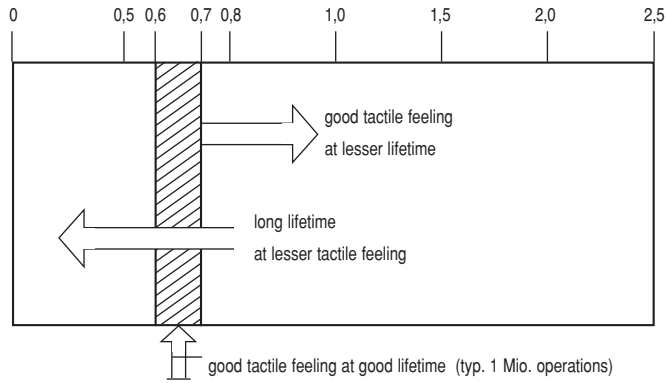 0 0,5 0,6 0,7 0,8 1,0 1,5 2,0 2,5
good tactile feeling
at lesser lifetime
long lifetime
at lesser tactile feeling
good tactile feeling at good lifetime (typ. 1 Mio. operations)